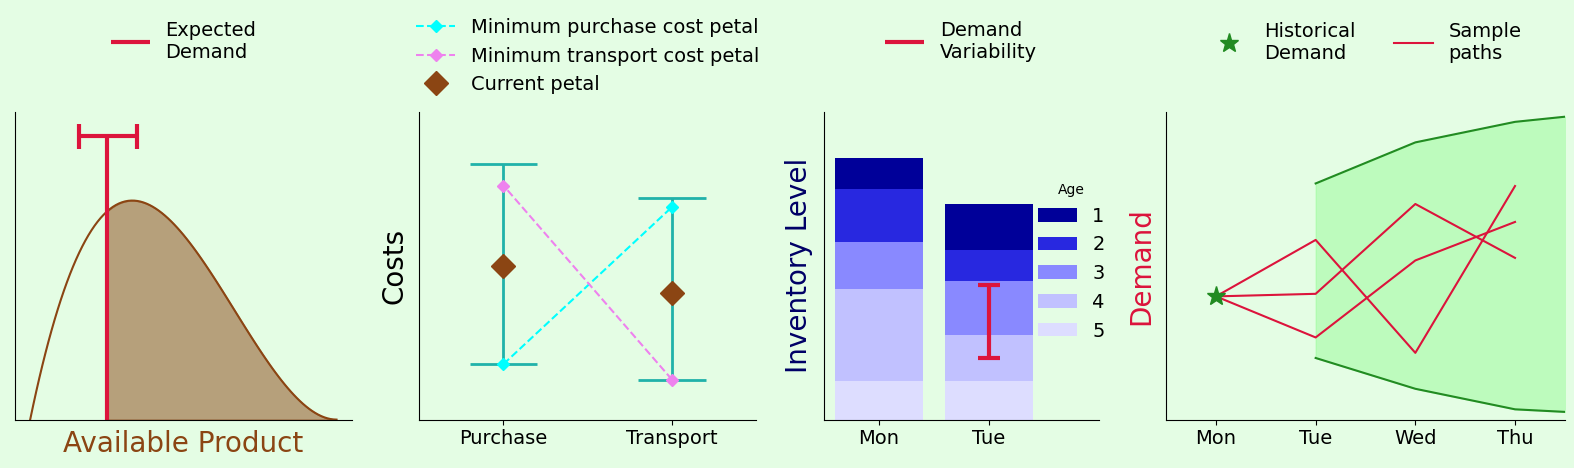 Expected
Demand
Available Product
Minimum purchase cost petal
Minimum transport cost petal
Current petal
Costs
Purchase
Transport
Demand
Variability
Inventory Level
Age
1
2
3
4
5
Mon
Tue
Historical
Demand
Sample
paths
Demand
Mon
Tue
Wed
Thu